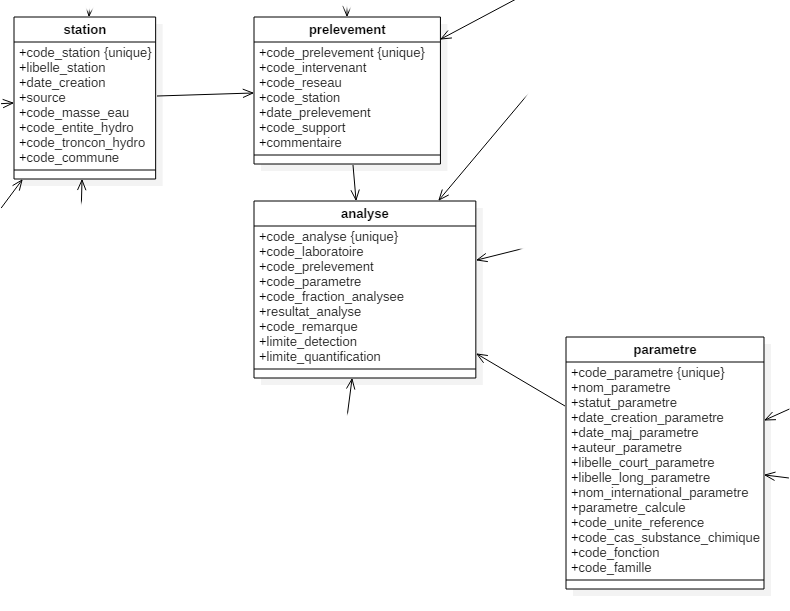 station
+code_station {unique}
+libelle_station
+date_creation
+source
+code_masse_eau
+code_entite_hydro
+code_troncon_hydro
+code_commune
prelevement
+code_prelevement {unique}
+code_intervenant
+code_reseau
+code_station
+date_prelevement
+code_support
+commentaire
analyse
+code_analyse {unique}
+code_laboratoire
+code_prelevement
+code_parametre
+code_fraction_analysee
+resultat_analyse
+code_remarque
+limite_detection
+limite_quantification
parametre
+code_parametre {unique}
+nom_parametre
+statut_parametre
+date_creation_parametre
+date_maj_parametre
+auteur_parametre
+libelle_court_parametre
+libelle_long_parametre
+nom_international_parametre
+parametre_calcule
+code_unite_reference
+code_cas_substance_chimique
+code_fonction
+code_famille